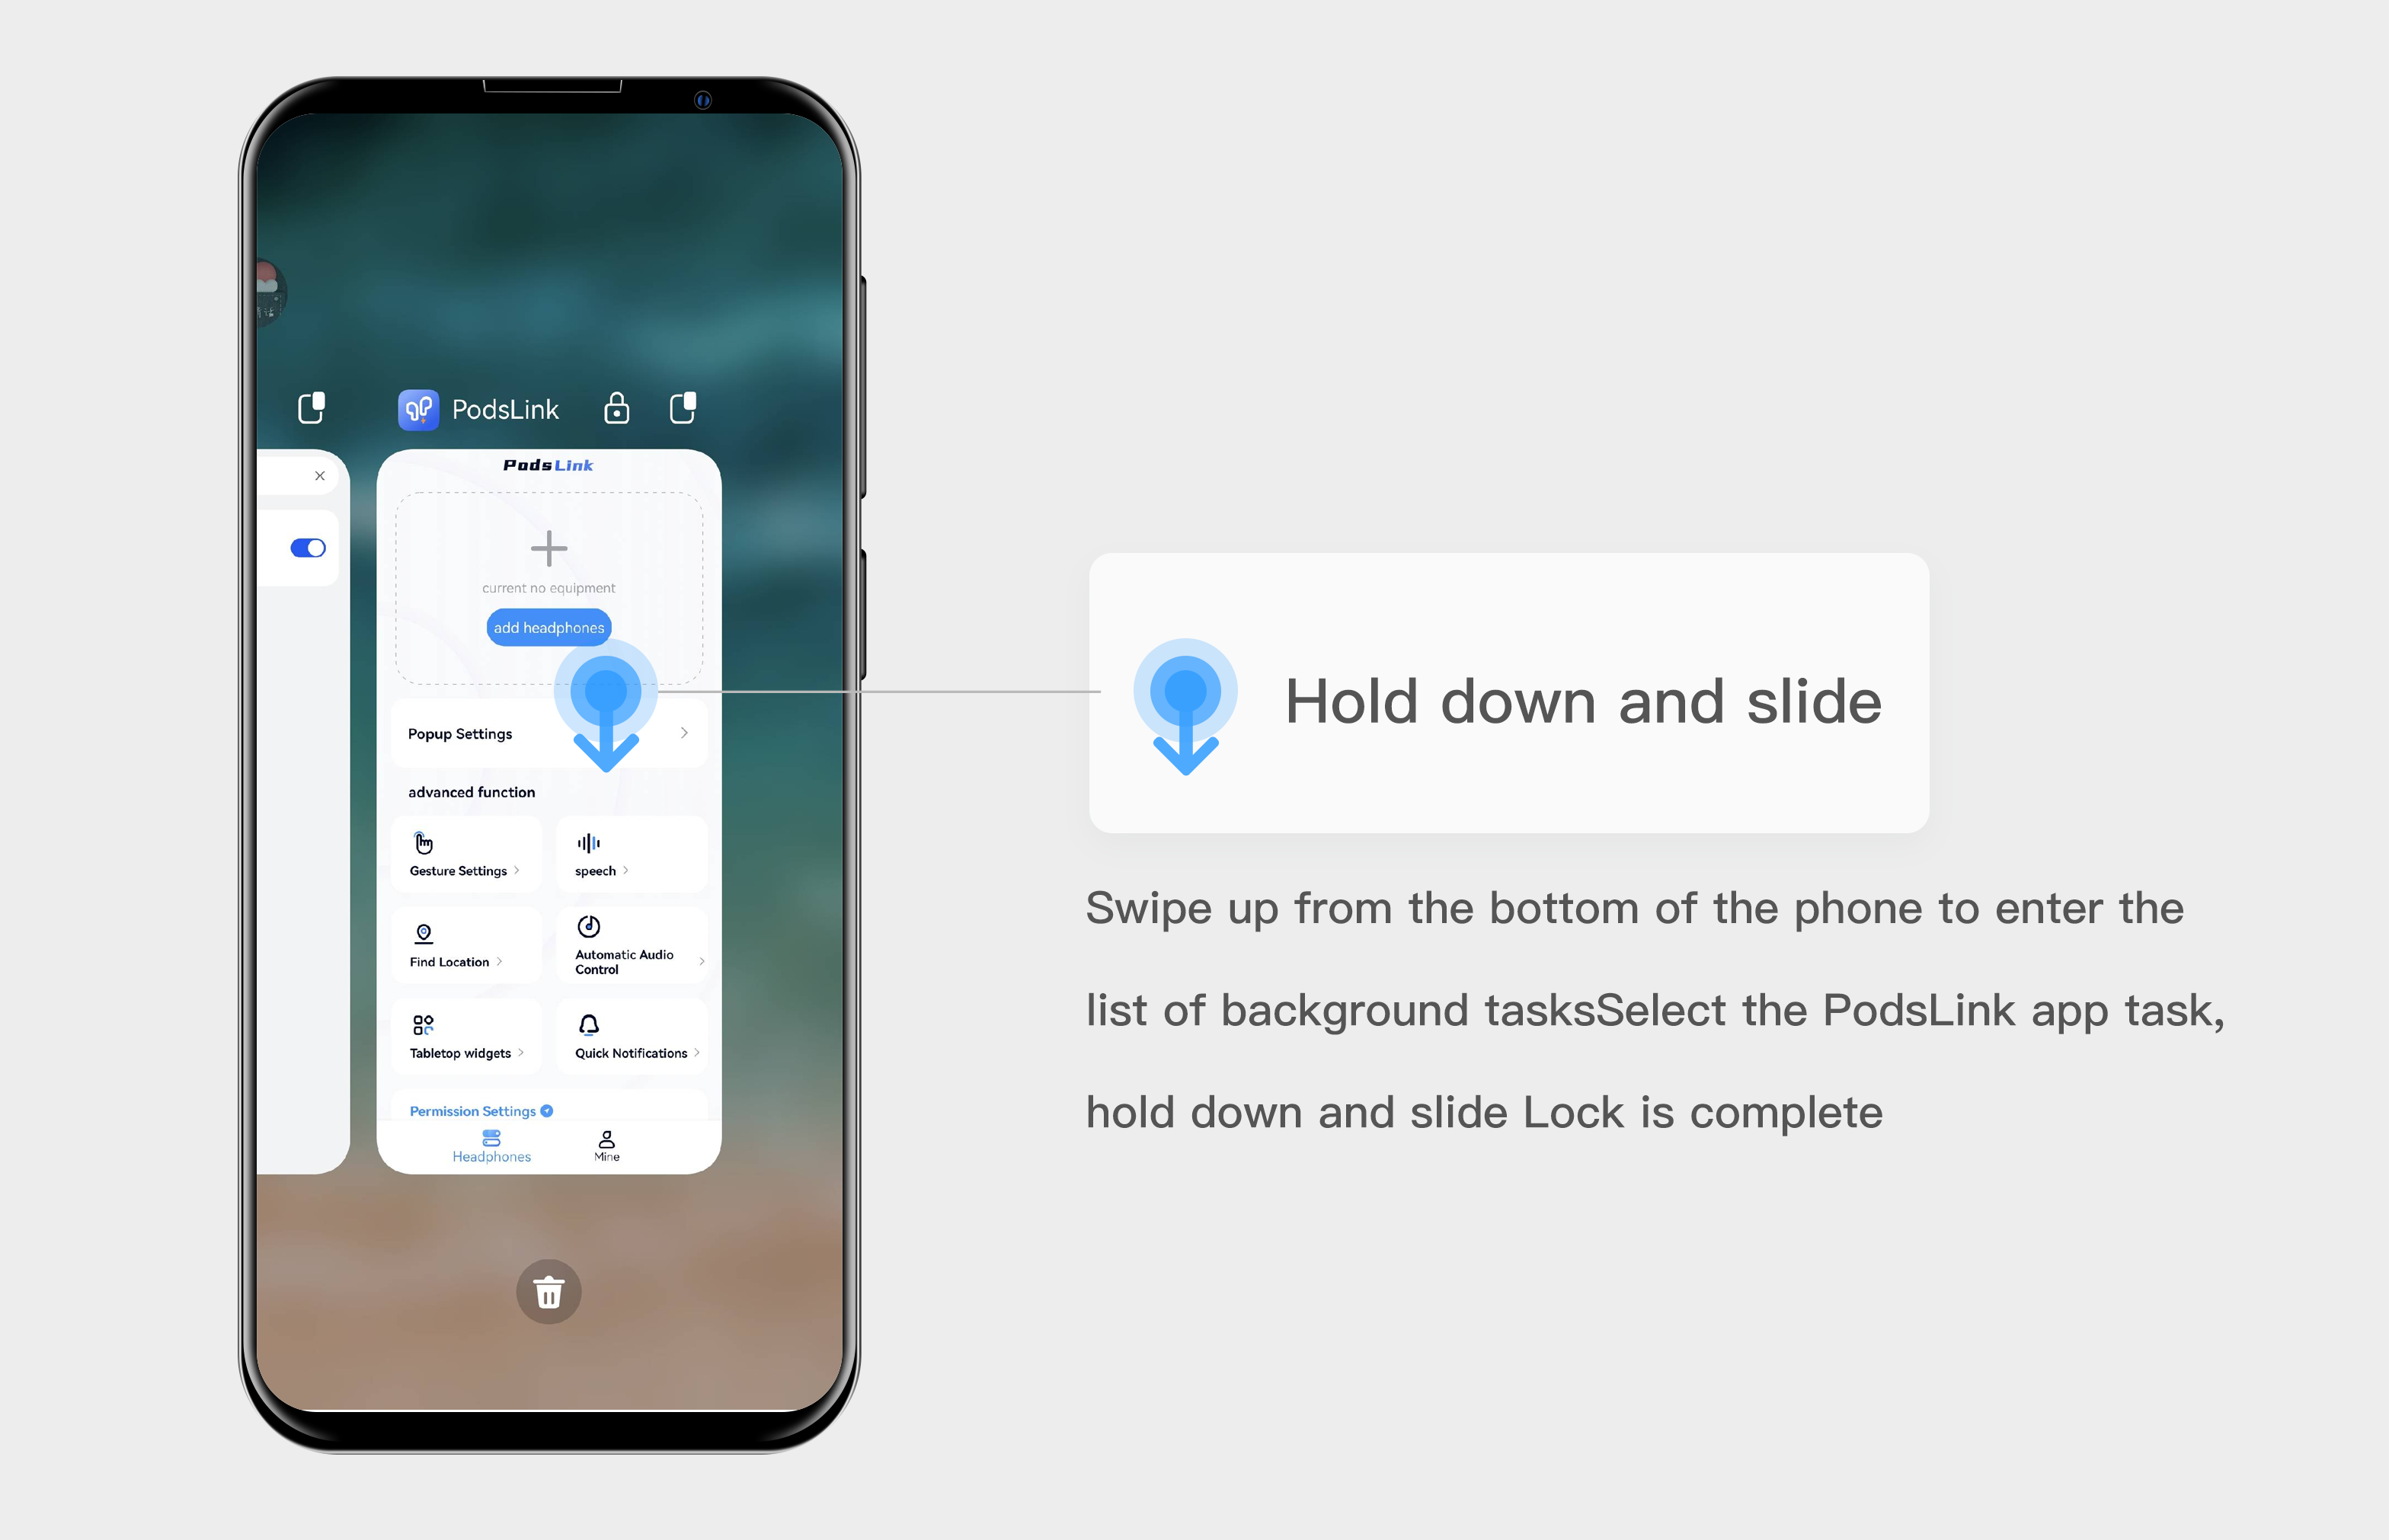 PodsLink
PodsLink
current no equipment
add headphones
Popup Settings
advanced function
Gesture Settings
speech
Find Location
Automatic Audio
Control
Tabletop widgets
Quick Notifications
Permission Settings
Headphones
Mine
Hold down and slide
Swipe up from the bottom of the phone to enter the
list of background tasksSelect the PodsLink app task,
hold down and slide Lock is complete